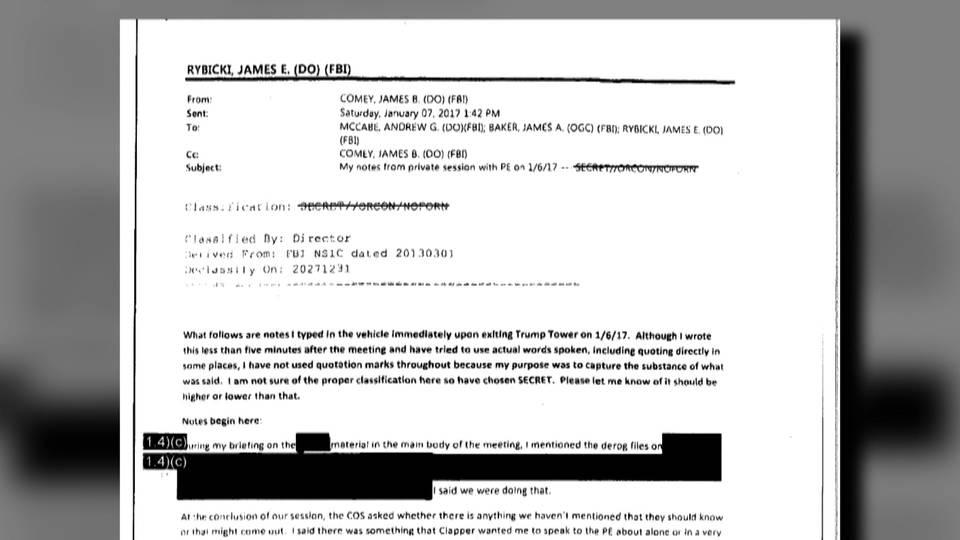 RYBICKI, JAMES E. (DO) (FBI)
From: COMEY, JAMES B. (DO) (FBI)
Sent: Saturday, January 07, 2017 1:42 PM
To: MCCABE, ANDREW G. (DO)(FBI); BAKER, JAMES A. (OGC) (FBI); RYBICKI, JAMES E. (DO)
(FBI)
Cc: COMEY, JAMES B. (DO) (FBI)
Subject: My notes from private session with PE on 1/6/17 -- SECRET//ORCON/NOFORN
Classification: SECRET//ORCON/NOFORN
Classified By: Director
Derived From: FBI NSIC dated 20130301
Declassify On: 20271231
What follows are notes I typed in the vehicle immediately upon exiting Trump Tower on 1/6/17. Although I wrote
this less than five minutes after the meeting and have tried to use actual words spoken, including quoting directly in
some places, I have not used quotation marks throughout because my purpose was to capture the substance of what
was said. I am not sure of the proper classification here so have chosen SECRET. Please let me know of it should be
higher or lower than that.
Notes begin here:
1.4)(c) uring my briefing on the material in the main body of the meeting, I mentioned the derog files on
1.4)(c)
I said we were doing that.
At the conclusion of our session, the COS asked whether there is anything we haven't mentioned that they should know
or that might come out. I said there was something that Clapper wanted me to speak to the PE about alone or in a very